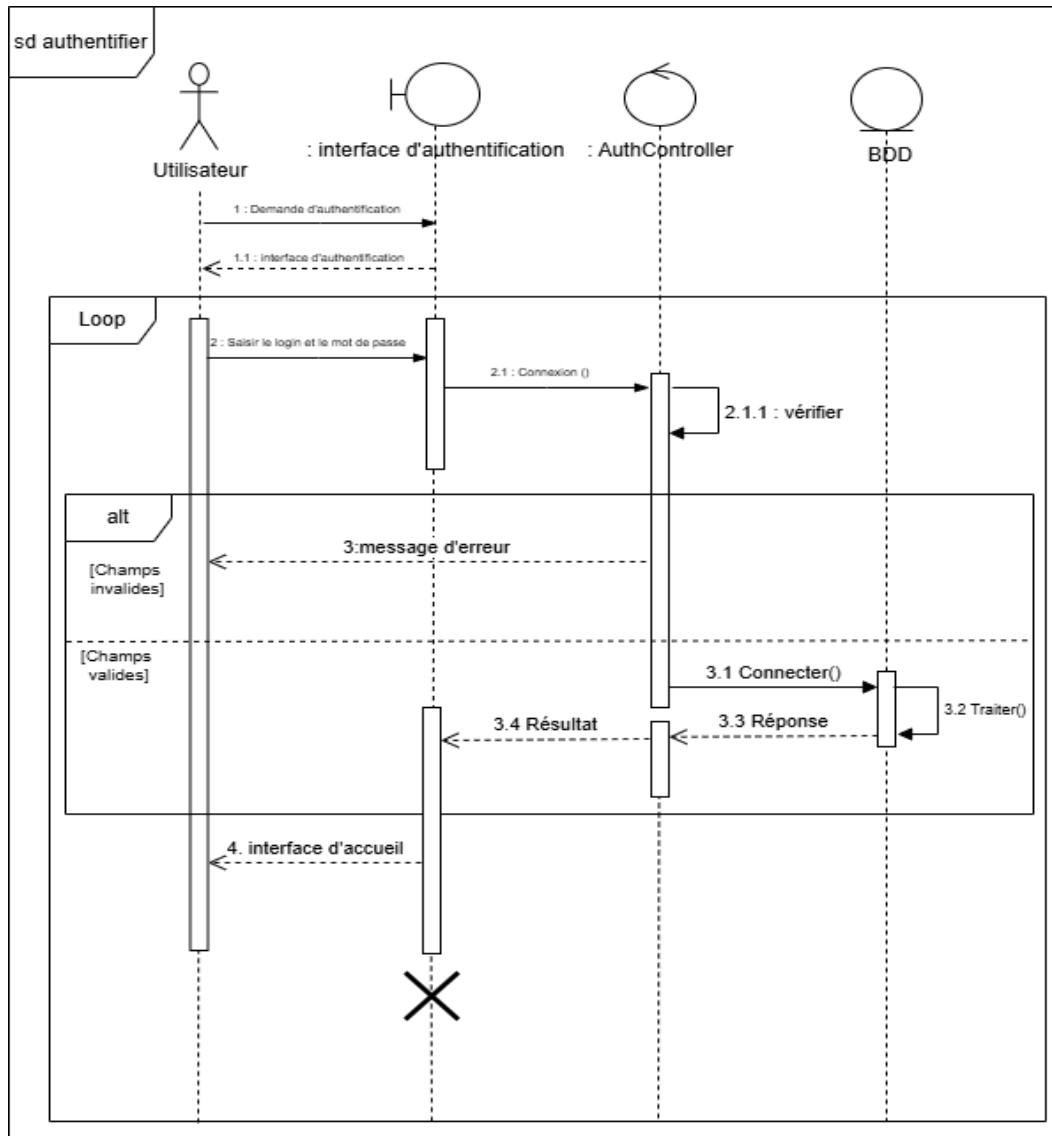 sd authentifier
Utilisateur
: interface d'authentification
: AuthController
BDD
1 : Demande d'authentification
1.1 : interface d'authentification
Loop
2 : Saisir le login et le mot de passe
2.1 : Connexion ()
2.1.1 : vérifier
alt
3:message d'erreur
[Champs
invalides]
[Champs
valides]
3.1 Connecter()
3.2 Traiter()
3.3 Réponse
3.4 Résultat
4. interface d'accueil